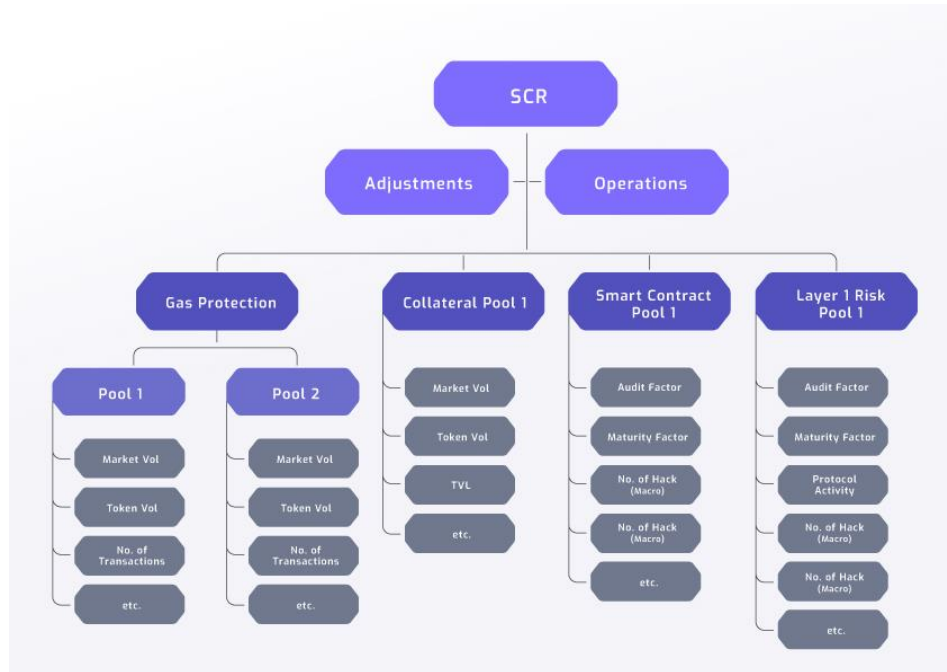 SCR
Adjustments
Operations
Gas Protection
Collateral Pool 1
Smart Contract
Pool 1
Layer 1 Risk
Pool 1
Pool 1
Market Vol
Token Vol
No. of
Transactions
etc.
Pool 2
Market Vol
Token Vol
No. of
Transactions
etc.
Market Vol
Token Vol
TVL
etc.
Audit Factor
Maturity Factor
No. of Hack
(Macro)
No. of Hack
(Macro)
etc.
Audit Factor
Maturity Factor
Protocol
Activity
No. of Hack
(Macro)
No. of Hack
(Macro)
etc.